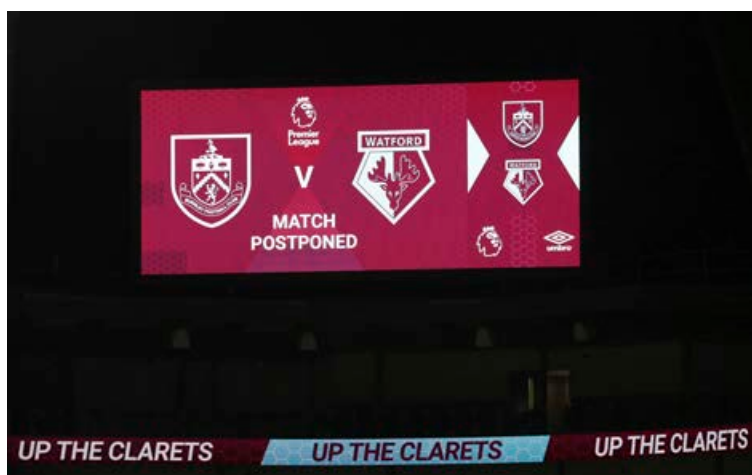 Premier
League
WATFORD
V
MATCH
POSTPONED
WATFORD
umbro
UP THE CLARETS
UP THE CLARETS
UP THE CLARETS